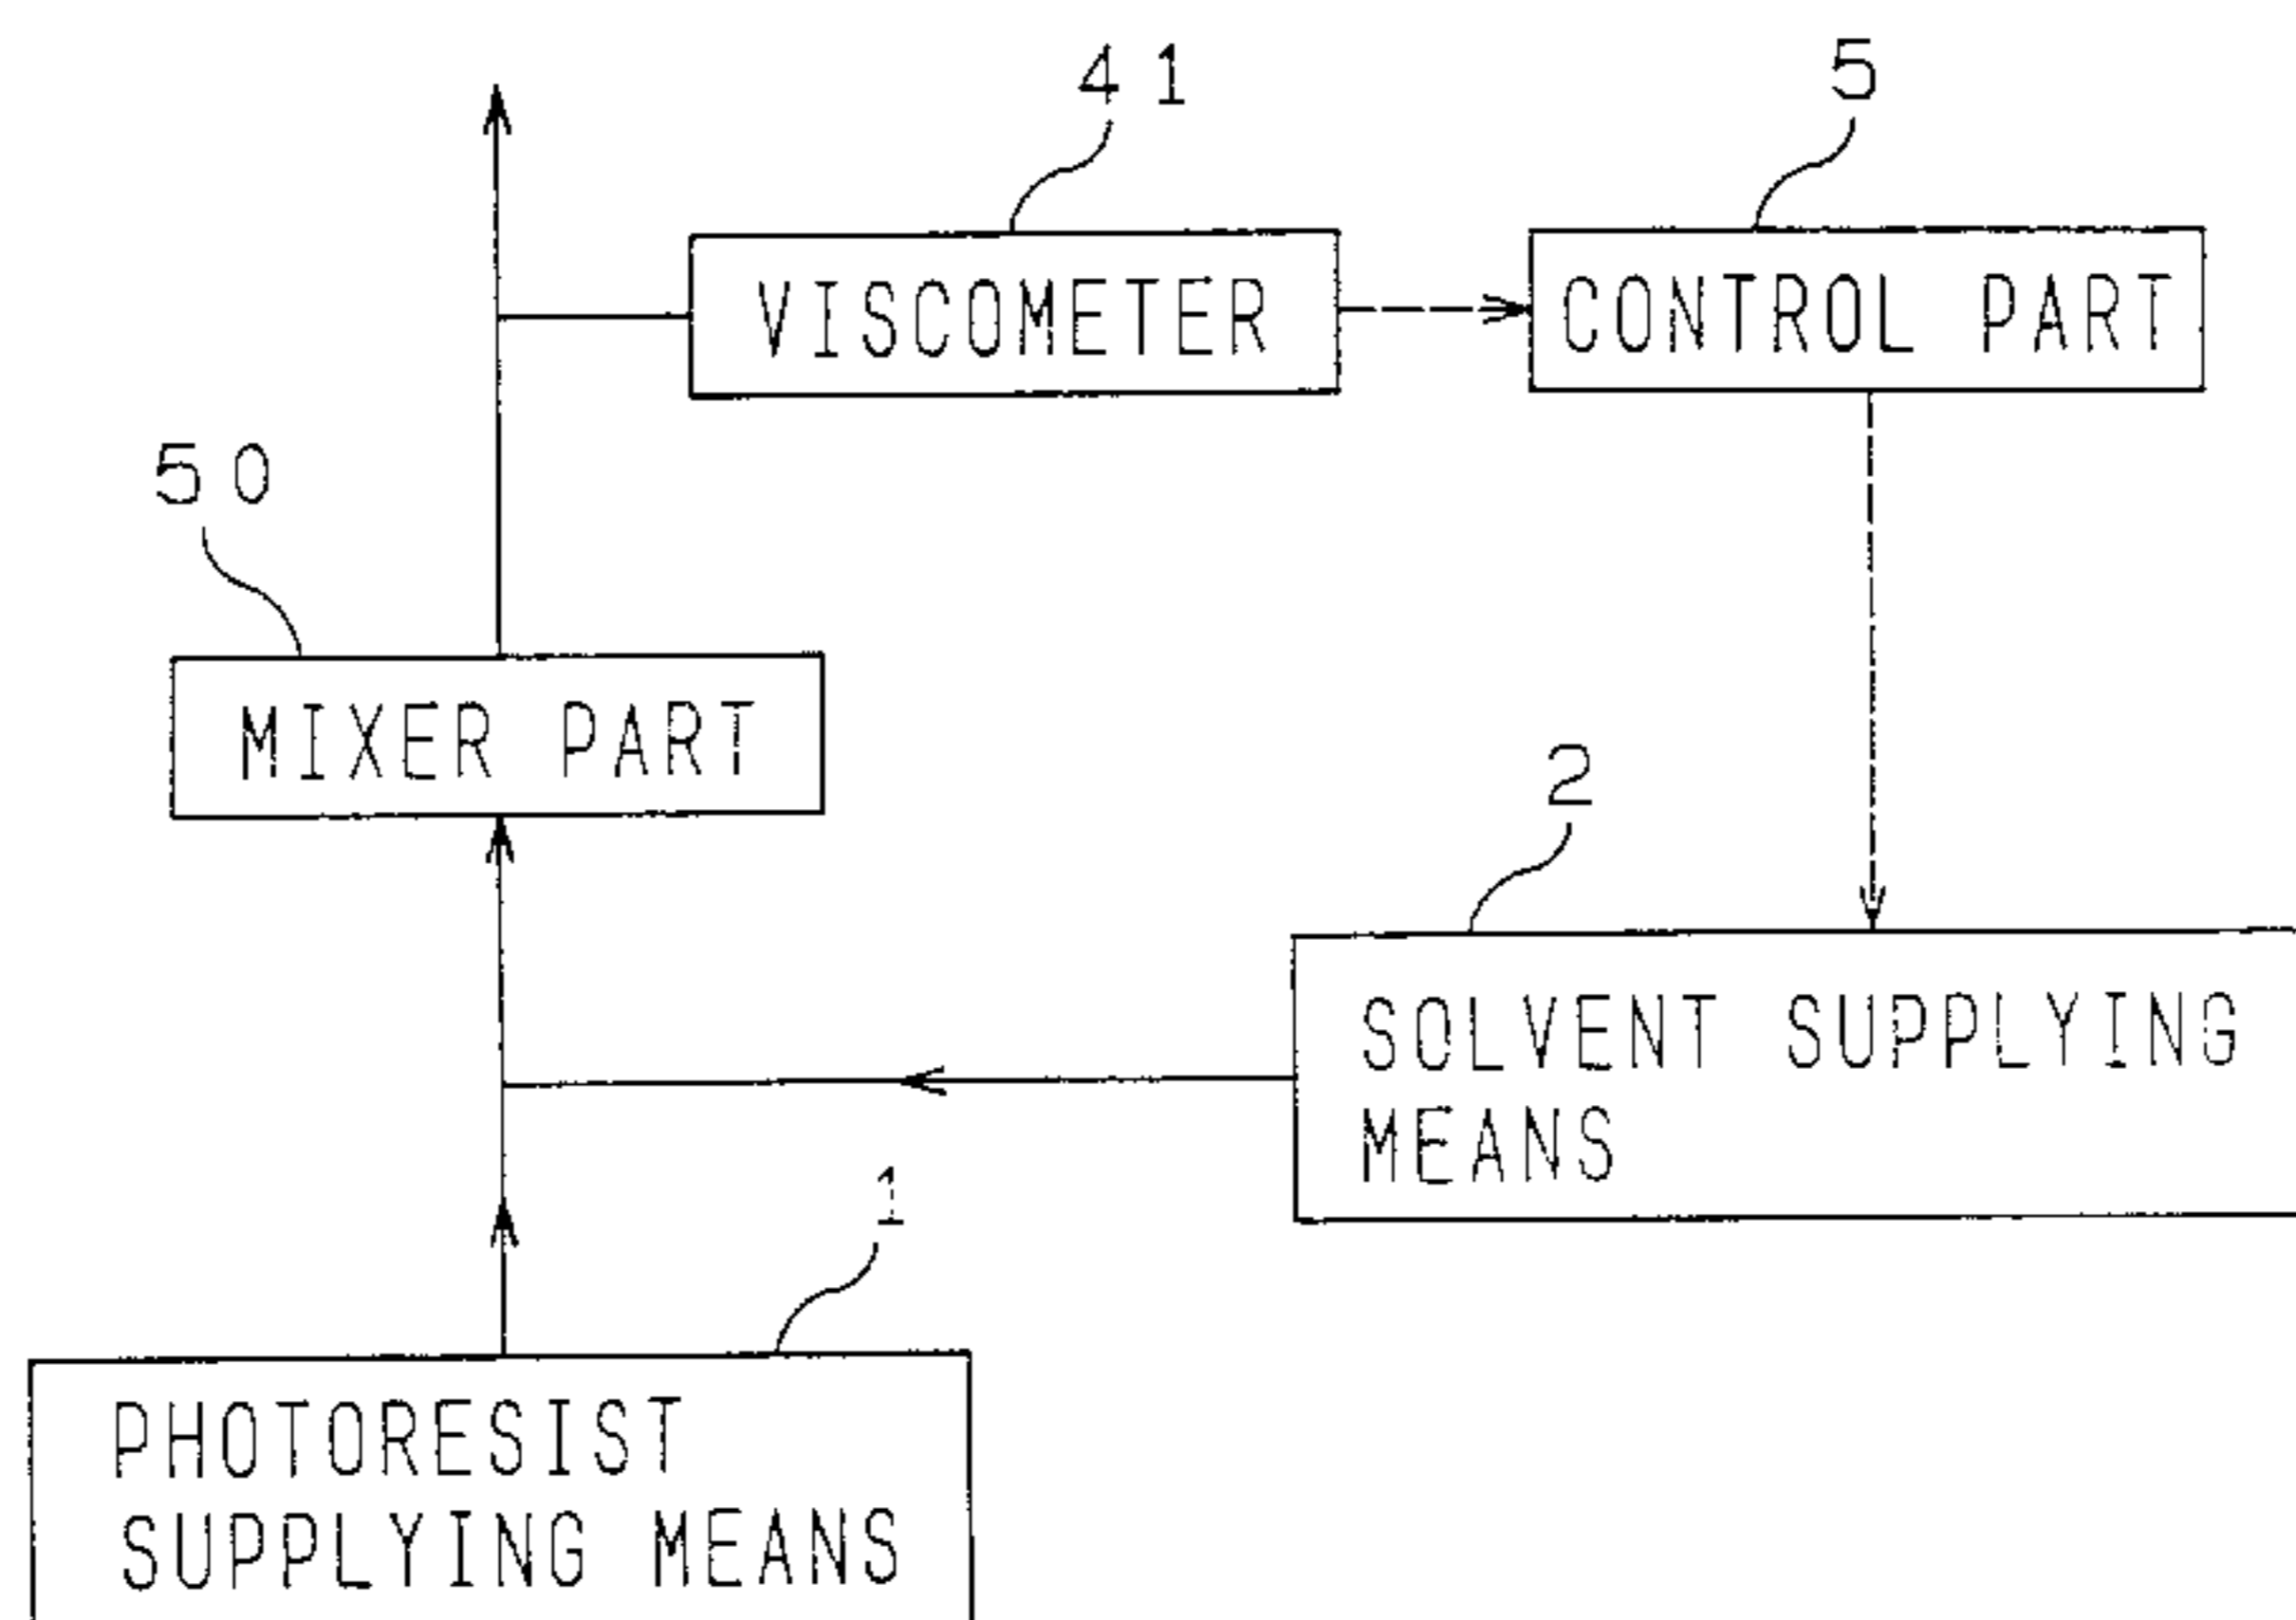 41
5
VISCOMETER
CONTROL PART
50
MIXER PART
2
SOLVENT SUPPLYING
MEANS
1
PHOTORESIST
SUPPLYING MEANS